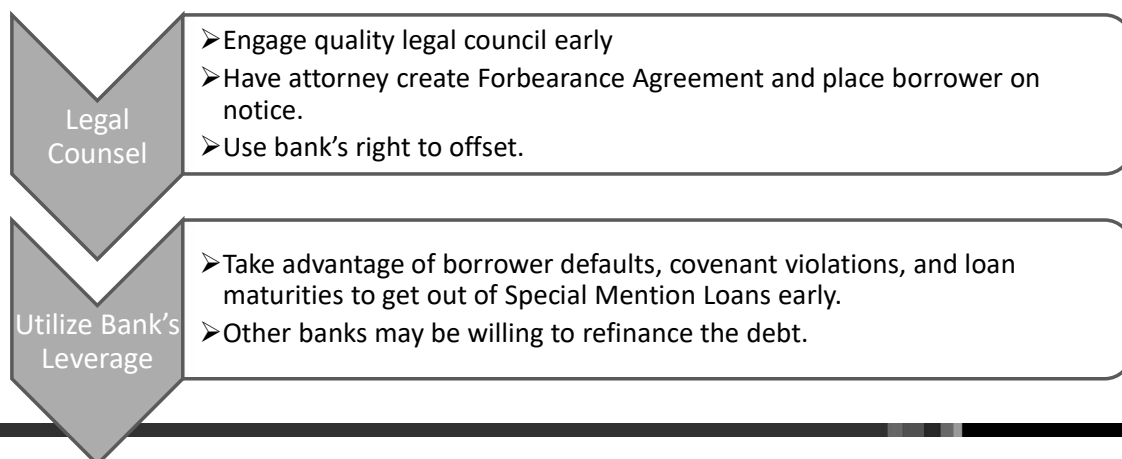 Legal
Counsel
➢Engage quality legal council early
➢Have attorney create Forbearance Agreement and place borrower on
notice.
➢Use bank’s right to offset.
Utilize Bank’s
Leverage
➢Take advantage of borrower defaults, covenant violations, and loan
maturities to get out of Special Mention Loans early.
➢Other banks may be willing to refinance the debt.